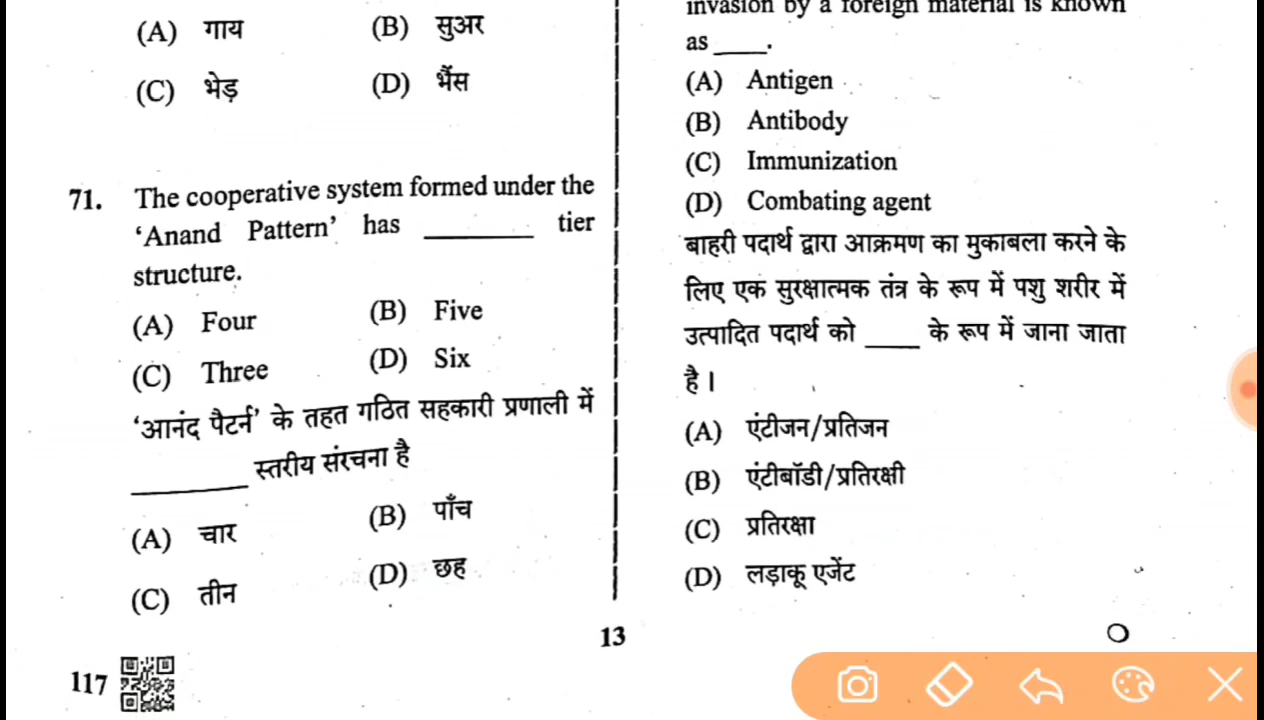 (A) गाय (B) सुअर
(C) भेड़ (D) भैंस
71. The cooperative system formed under the
‘Anand Pattern’ has ________ tier
structure.
(A) Four (B) Five
(C) Three (D) Six
‘आनंद पैटर्न’ के तहत गठित सहकारी प्रणाली में
________ स्तरीय संरचना है
(A) चार (B) पाँच
(C) तीन (D) छह
invasion by a foreign material is known
as ____.
(A) Antigen
(B) Antibody
(C) Immunization
(D) Combating agent
बाहरी पदार्थ द्वारा आक्रमण का मुकाबला करने के
लिए एक सुरक्षात्मक तंत्र के रूप में पशु शरीर में
उत्पादित पदार्थ को ____ के रूप में जाना जाता
है।
(A) एंटीजन/प्रतिजन
(B) एंटीबॉडी/प्रतिरक्षी
(C) प्रतिरक्षा
(D) लड़ाकू एजेंट
13
117